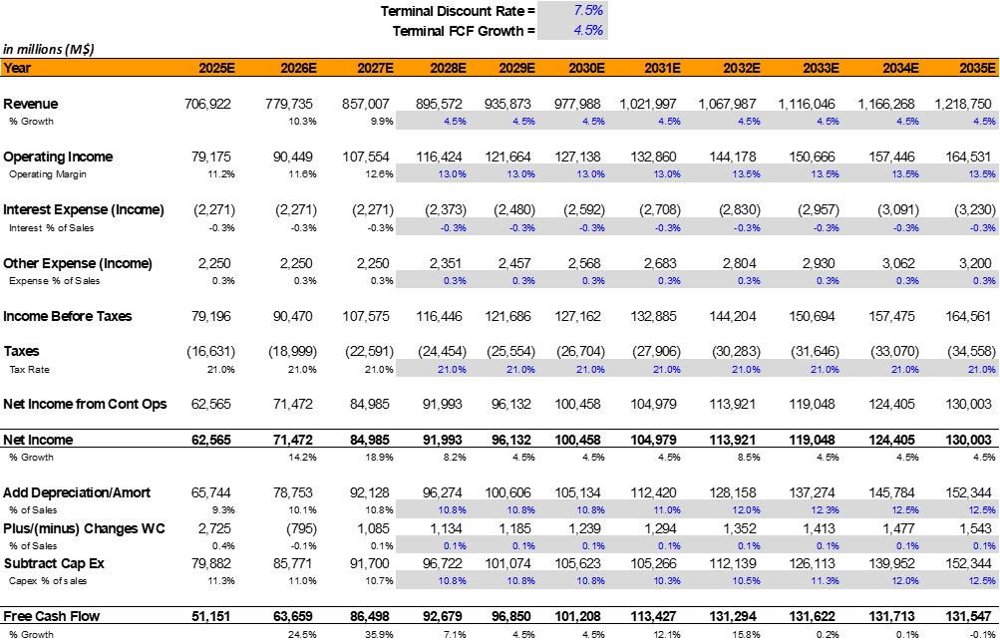 Terminal Discount Rate = 7.5%
Terminal FCF Growth = 4.5%
in millions (M$)
Year 2025E 2026E 2027E 2028E 2029E 2030E 2031E 2032E 2033E 2034E 2035E
Revenue 706,922 779,735 857,007 895,572 935,873 977,988 1,021,997 1,067,987 1,116,046 1,166,268 1,218,750
% Growth 10.3% 9.9% 4.5% 4.5% 4.5% 4.5% 4.5% 4.5% 4.5% 4.5%
Operating Income 79,175 90,449 107,554 116,424 121,664 127,138 132,860 144,178 150,666 157,446 164,531
Operating Margin 11.2% 11.6% 12.6% 13.0% 13.0% 13.0% 13.0% 13.5% 13.5% 13.5% 13.5%
Interest Expense (Income) (2,271) (2,271) (2,271) (2,373) (2,480) (2,592) (2,708) (2,830) (2,957) (3,091) (3,230)
Interest % of Sales -0.3% -0.3% -0.3% -0.3% -0.3% -0.3% -0.3% -0.3% -0.3% -0.3% -0.3%
Other Expense (Income) 2,250 2,250 2,250 2,351 2,457 2,568 2,683 2,804 2,930 3,062 3,200
Expense % of Sales 0.3% 0.3% 0.3% 0.3% 0.3% 0.3% 0.3% 0.3% 0.3% 0.3% 0.3%
Income Before Taxes 79,196 90,470 107,575 116,446 121,686 127,162 132,885 144,204 150,694 157,475 164,561
Taxes (16,631) (18,999) (22,591) (24,454) (25,554) (26,704) (27,906) (30,283) (31,646) (33,070) (34,558)
Tax Rate 21.0% 21.0% 21.0% 21.0% 21.0% 21.0% 21.0% 21.0% 21.0% 21.0% 21.0%
Net Income from Cont Ops 62,565 71,472 84,985 91,993 96,132 100,458 104,979 113,921 119,048 124,405 130,003
Net Income 62,565 71,472 84,985 91,993 96,132 100,458 104,979 113,921 119,048 124,405 130,003
% Growth 14.2% 18.9% 8.2% 4.5% 4.5% 4.5% 8.5% 4.5% 4.5% 4.5%
Add Depreciation/Amort 65,744 78,753 92,128 96,274 100,606 105,134 112,420 128,158 137,274 145,784 152,344
% of Sales 9.3% 10.1% 10.8% 10.8% 10.8% 10.8% 11.0% 12.0% 12.3% 12.5% 12.5%
Plus/(minus) Changes WC 2,725 (795) 1,085 1,134 1,185 1,239 1,294 1,352 1,413 1,477 1,543
% of Sales 0.4% -0.1% 0.1% 0.1% 0.1% 0.1% 0.1% 0.1% 0.1% 0.1% 0.1%
Subtract Cap Ex 79,882 85,771 91,700 96,722 101,074 105,623 105,266 112,139 126,113 139,952 152,344
Capex % of sales 11.3% 11.0% 10.7% 10.8% 10.8% 10.8% 10.3% 10.5% 11.3% 12.0% 12.5%
Free Cash Flow 51,151 63,659 86,498 92,679 96,850 101,208 113,427 131,294 131,622 131,713 131,547
% Growth 24.5% 35.9% 7.1% 4.5% 4.5% 12.1% 15.8% 0.2% 0.1% -0.1%